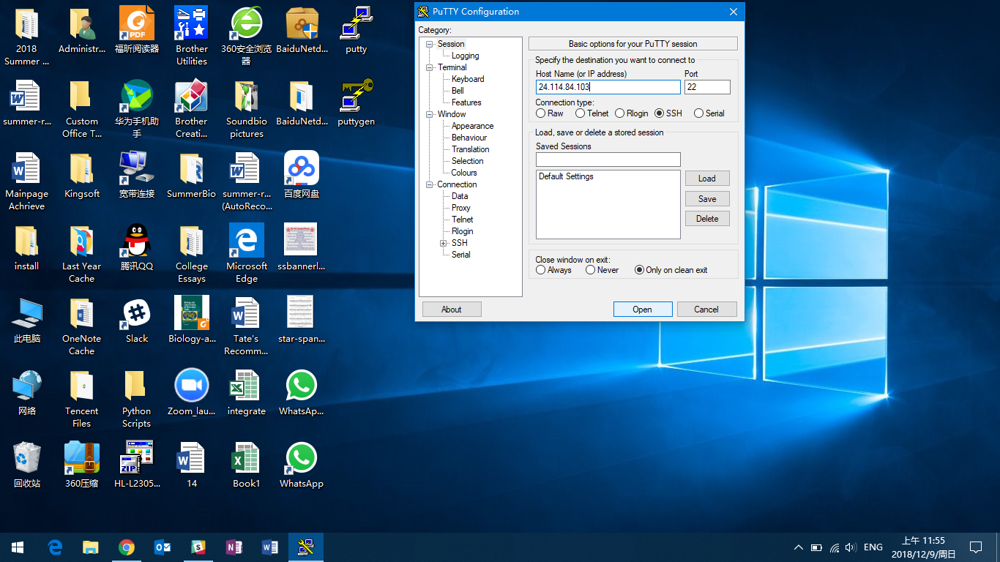 2018
Summer ...
Administr...
福昕阅读器
Brother
Utilities
360安全浏览
器
BaiduNetd...
putty
summer-r...
Custom
Office T...
华为手机助
手
Brother
Creati...
Soundbio
pictures
BaiduNetd...
puttygen
Mainpage
Achrieve
Kingsoft
宽带连接
SummerBio
summer-r...
(AutoReco...
百度网盘
install
Last Year
Cache
腾讯QQ
College
Essays
Microsoft
Edge
ssbannerl...
此电脑
OneNote
Cache
Slack
Biology-a...
Tate's
Recomm...
star-span...
网络
Tencent
Files
Python
Scripts
Zoom_lau...
integrate
WhatsAp...
回收站
360压缩
HL-L2305...
14
Book1
WhatsApp
PDF
ZIP
PuTTY Configuration
Category:
Session
Logging
Terminal
Keyboard
Bell
Features
Window
Appearance
Behaviour
Translation
Selection
Colours
Connection
Data
Proxy
Telnet
Rlogin
SSH
Serial
Basic options for your PuTTY session
Specify the destination you want to connect to
Host Name (or IP address) Port
24.114.84.103 22
Connection type:
Raw Telnet Rlogin SSH Serial
Load, save or delete a stored session
Saved Sessions
Default Settings
Load
Save
Delete
Close window on exit:
Always Never Only on clean exit
About Open Cancel
ENG
上午 11:55
2018/12/9/周日